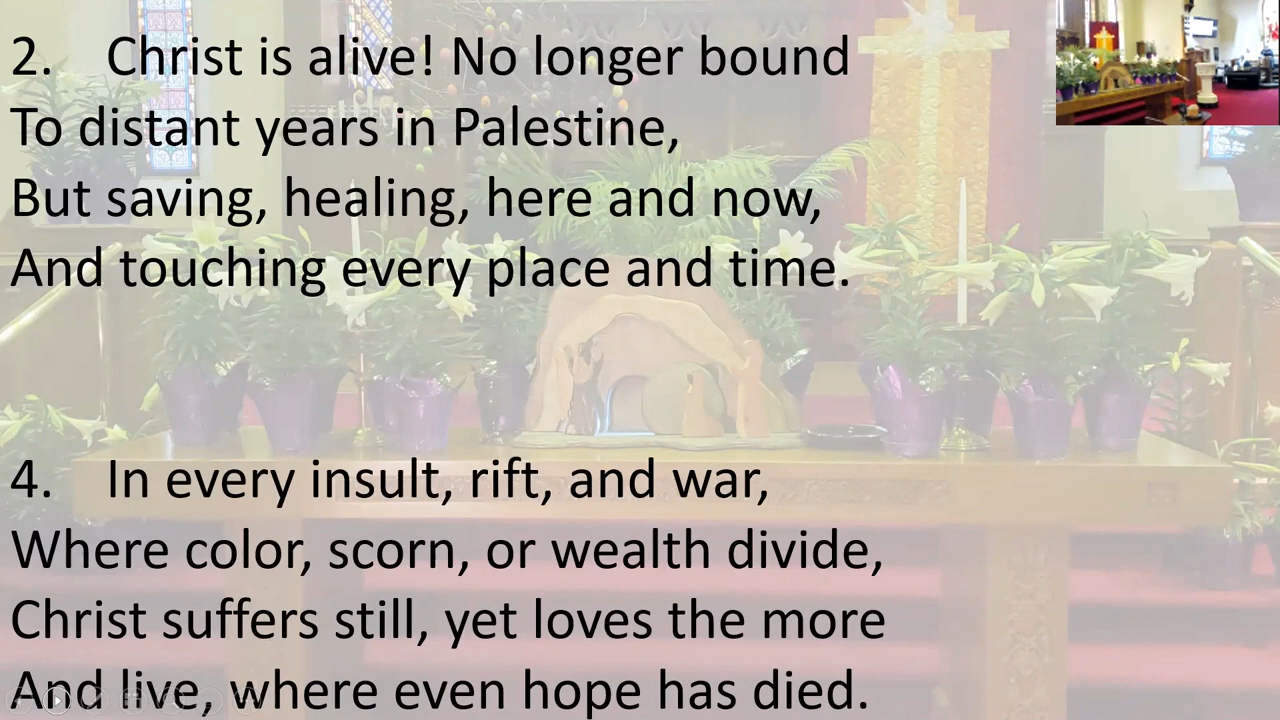 2. Christ is alive! No longer bound
To distant years in Palestine,
But saving, healing, here and now,
And touching every place and time.
4. In every insult, rift, and war,
Where color, scorn, or wealth divide,
Christ suffers still, yet loves the more
And live, where even hope has died.